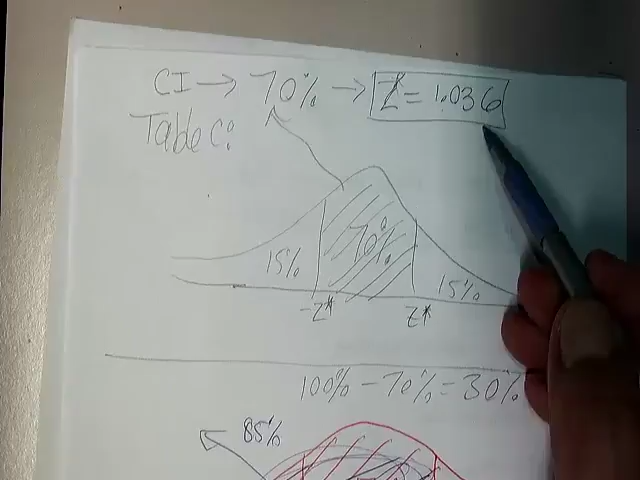 CI → 70% → Z* = 1.036
Table C:
70%
15%
15%
-Z*
Z*
100% - 70% = 30%
85%